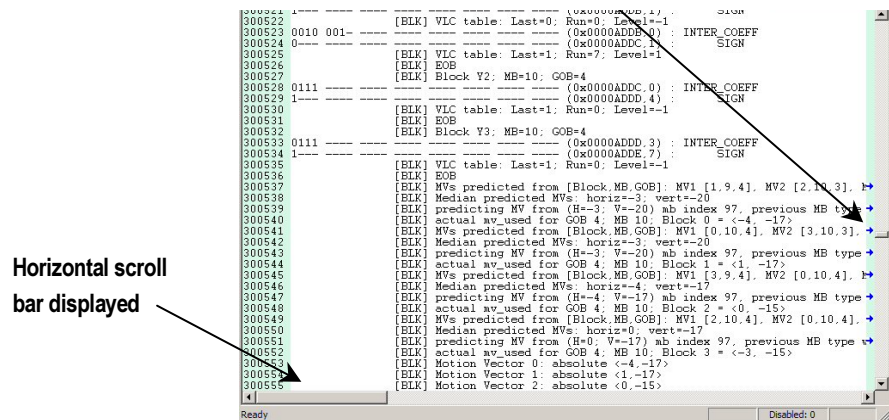 300521 1--- ---- ---- ---- ---- ---- ---- ---- (0x0000ADDB,1) : SIGN
300522 [BLK] VLC table: Last=0; Run=0; Level=-1
300523 0010 001- ---- ---- ---- ---- ---- ---- (0x0000ADDB,0) : INTER_COEFF
300524 0--- ---- ---- ---- ---- ---- ---- ---- (0x0000ADDC,1) : SIGN
300525 [BLK] VLC table: Last=1; Run=7; Level=1
300526 [BLK] EOB
300527 [BLK] Block Y2; MB=10; GOB=4
300528 0111 ---- ---- ---- ---- ---- ---- ---- (0x0000ADDC,0) : INTER_COEFF
300529 1--- ---- ---- ---- ---- ---- ---- ---- (0x0000ADDD,4) : SIGN
300530 [BLK] VLC table: Last=1; Run=0; Level=-1
300531 [BLK] EOB
300532 [BLK] Block Y3; MB=10; GOB=4
300533 0111 ---- ---- ---- ---- ---- ---- ---- (0x0000ADDD,3) : INTER_COEFF
300534 1--- ---- ---- ---- ---- ---- ---- ---- (0x0000ADDE,7) : SIGN
300535 [BLK] VLC table: Last=1; Run=0; Level=-1
300536 [BLK] EOB
300537 [BLK] MVs predicted from [Block,MB,GOB]: MV1 [1,9,4], MV2 [2,10,3],
300538 [BLK] Median predicted MVs: horiz=-3; vert=-20
300539 [BLK] predicting MV from (H=-3; V=-20) mb index 97, previous MB type
300540 [BLK] actual mv_used for GOB 4; MB 10; Block 0 = <-4, -17>
300541 [BLK] MVs predicted from [Block,MB,GOB]: MV1 [0,10,4], MV2 [3,10,3],
300542 [BLK] Median predicted MVs: horiz=-3; vert=-20
300543 [BLK] predicting MV from (H=-3; V=-20) mb index 97, previous MB type
300544 [BLK] actual mv_used for GOB 4; MB 10; Block 1 = <1, -17>
300545 [BLK] MVs predicted from [Block,MB,GOB]: MV1 [3,9,4], MV2 [0,10,4],
300546 [BLK] Median predicted MVs: horiz=-4; vert=-17
300547 [BLK] predicting MV from (H=-4; V=-17) mb index 97, previous MB type
300548 [BLK] actual mv_used for GOB 4; MB 10; Block 2 = <0, -15>
300549 [BLK] MVs predicted from [Block,MB,GOB]: MV1 [2,10,4], MV2 [0,10,4],
300550 [BLK] Median predicted MVs: horiz=0; vert=-17
300551 [BLK] predicting MV from (H=0; V=-17) mb index 97, previous MB type
300552 [BLK] actual mv_used for GOB 4; MB 10; Block 3 = <-3, -15>
300553 [BLK] Motion Vector 0: absolute <-4,-17>
300554 [BLK] Motion Vector 1: absolute <1,-17>
300555 [BLK] Motion Vector 2: absolute <0,-15>
Horizontal scroll
bar displayed
Ready Disabled: 0